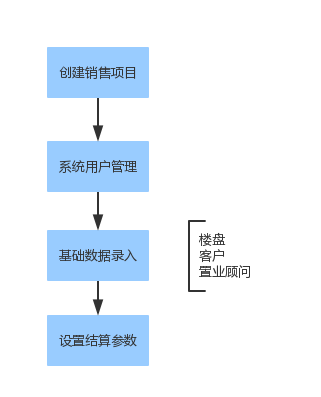 创建销售项目
系统用户管理
基础数据录入
楼盘
客户
置业顾问
设置结算参数